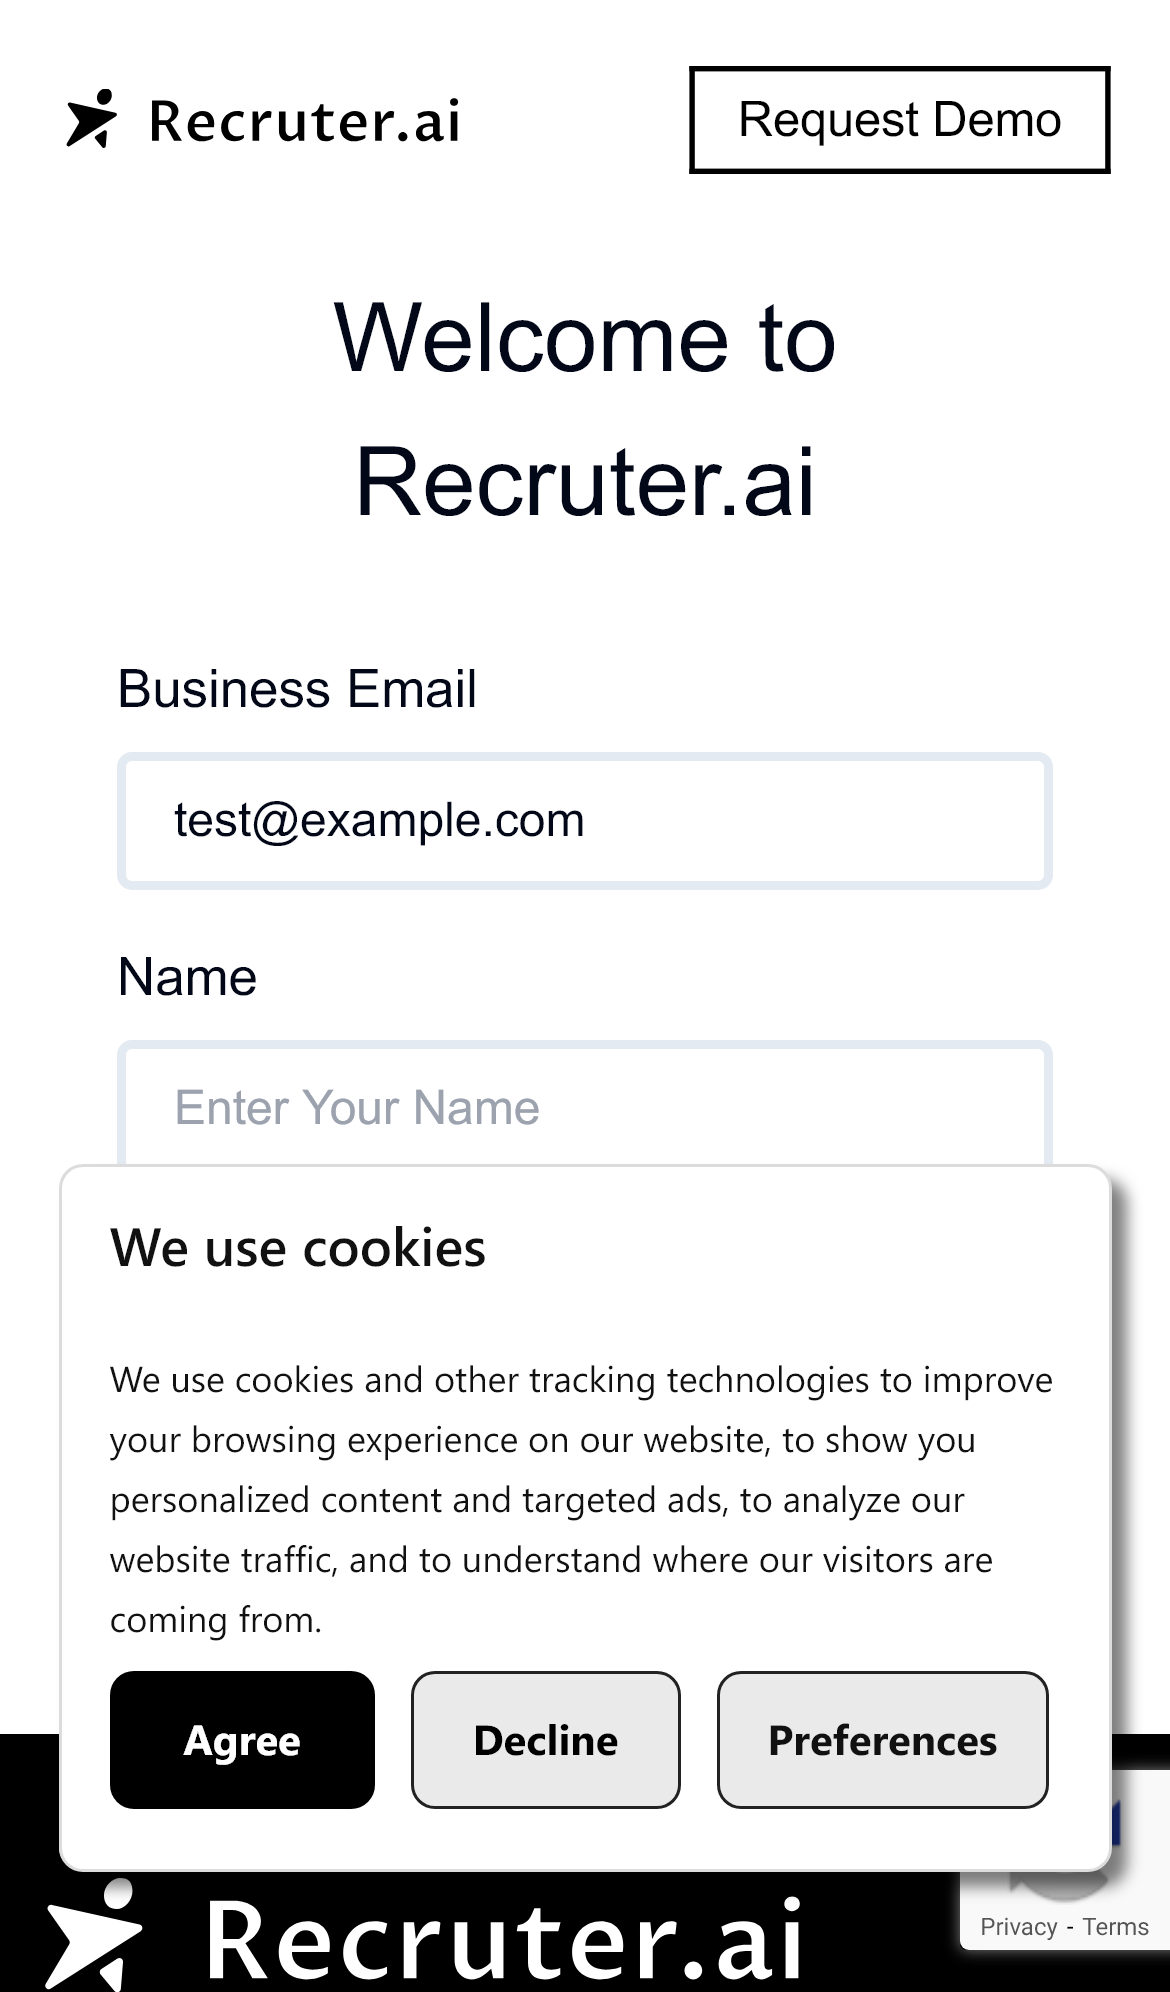 Recruter.ai
Request Demo
Welcome to
Recruter.ai
Business Email
test@example.com
Name
Enter Your Name
We use cookies
We use cookies and other tracking technologies to improve
your browsing experience on our website, to show you
personalized content and targeted ads, to analyze our
website traffic, and to understand where our visitors are
coming from.
Agree
Decline
Preferences
Recruter.ai
Privacy - Terms